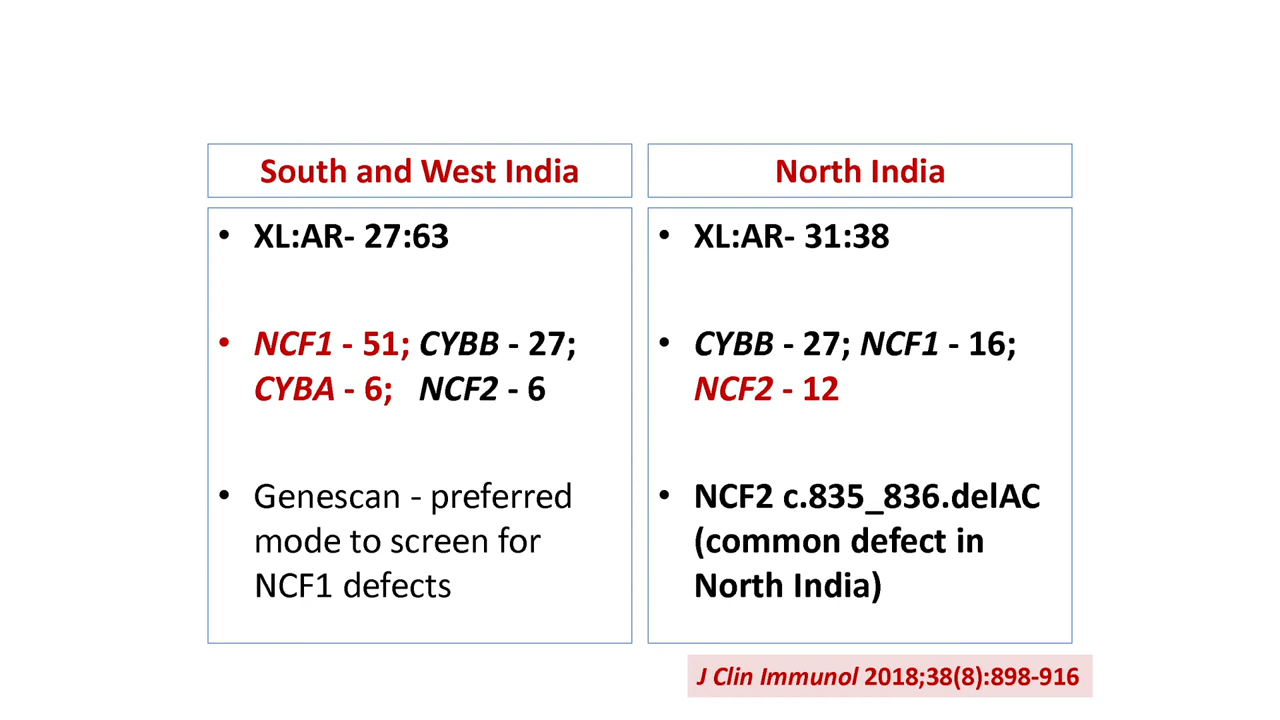 South and West India
• XL:AR- 27:63
• NCF1 - 51; CYBB - 27;
CYBA - 6; NCF2 - 6
• Genescan - preferred
mode to screen for
NCF1 defects
North India
• XL:AR- 31:38
• CYBB - 27; NCF1 - 16;
NCF2 - 12
• NCF2 c.835_836.delAC
(common defect in
North India)
J Clin Immunol 2018;38(8):898-916